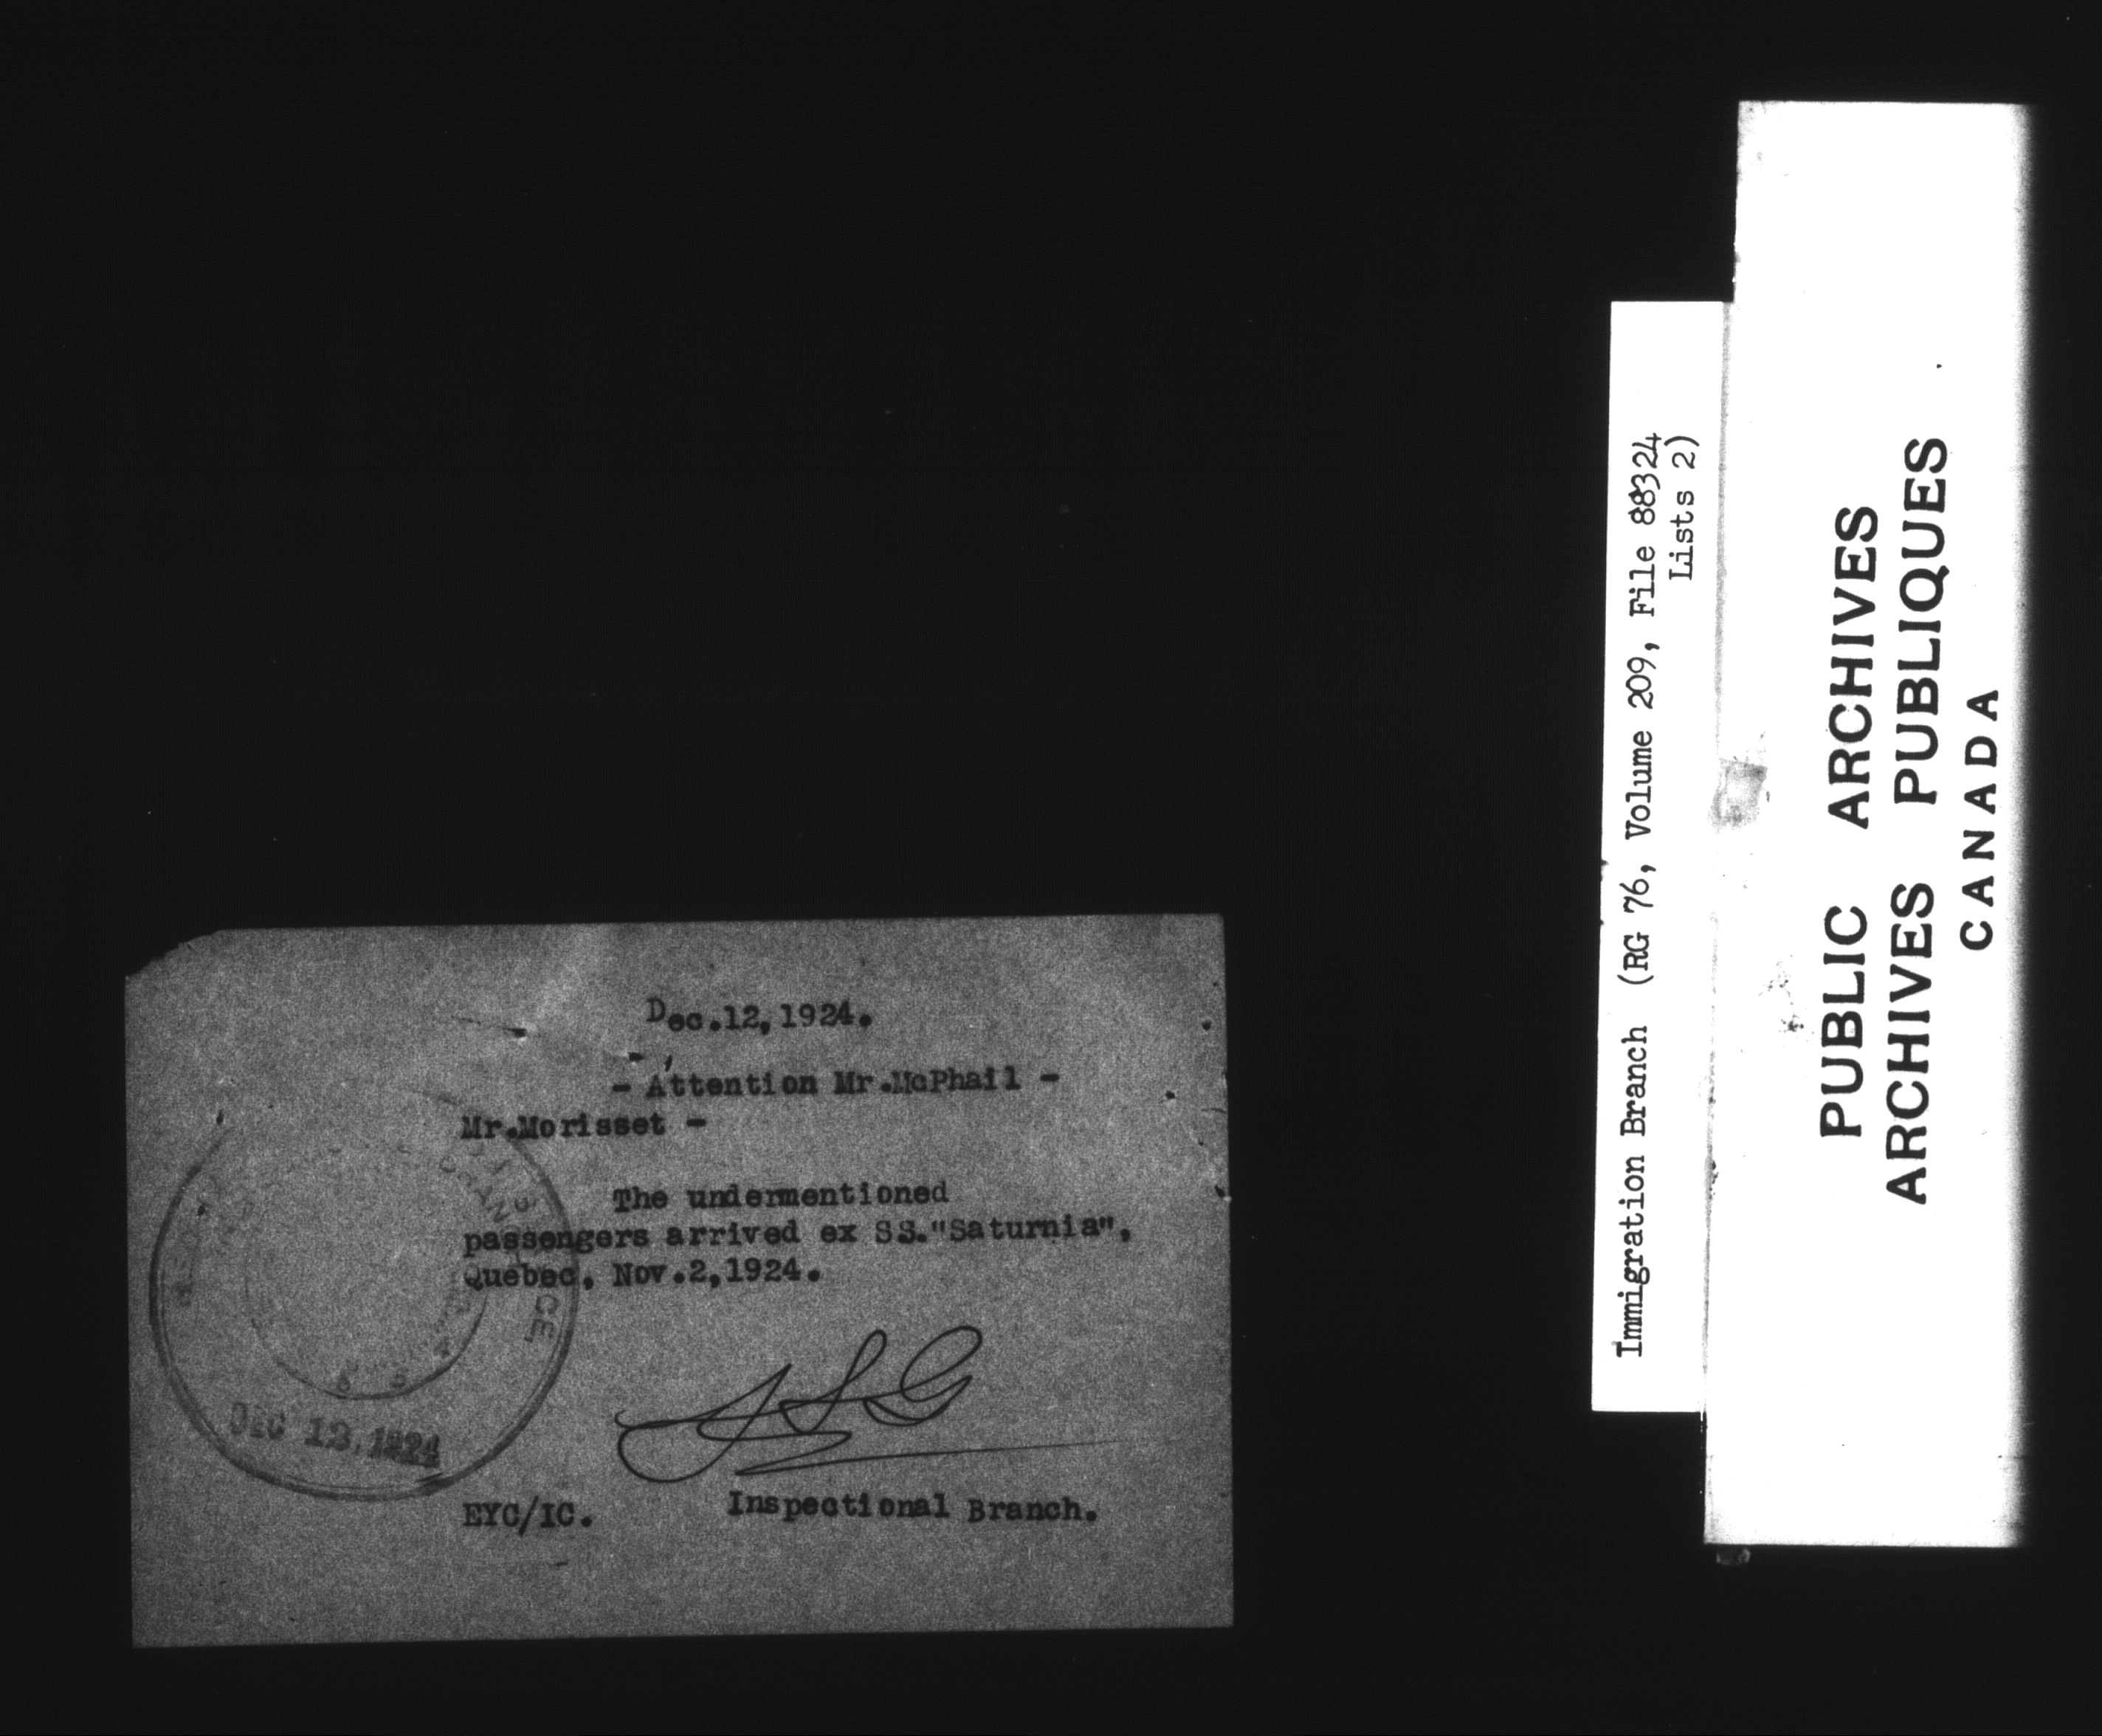 Dec.12,1924.
- Attention Mr.McPhail -
Mr.Morisset -
The undermentioned
passengers arrived ex SS."Saturnia",
Quebec, Nov.2,1924.
EYC/IC. Inspectional Branch.
DEC 12.1924
Immigration Branch (RG 76, Volume 209, File 88324
Lists 2)
PUBLIC ARCHIVES
ARCHIVES PUBLIQUES
CANADA